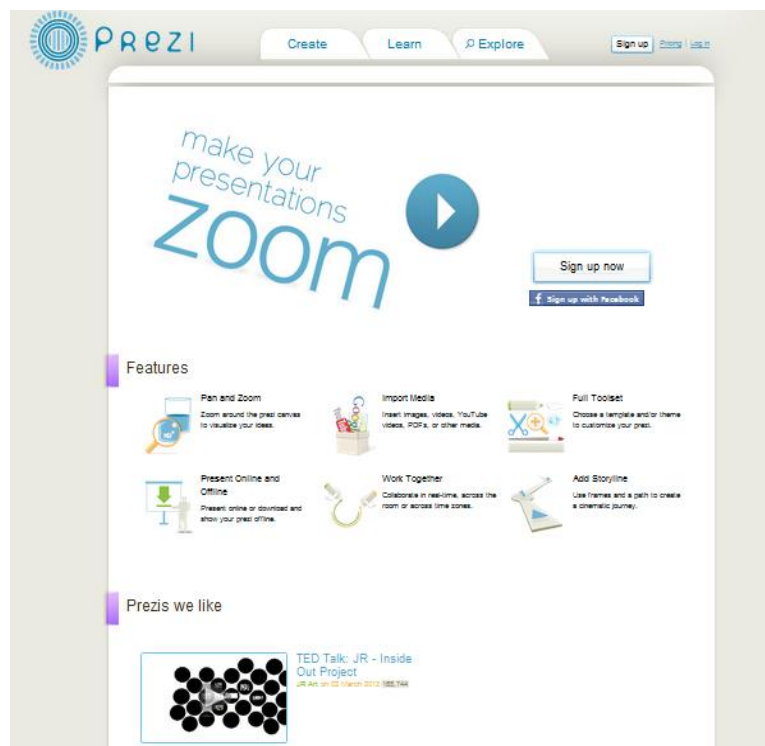 PRezi
Create
Learn
Explore
Sign up
Pricing | Log in
make your
presentations
zoom
Sign up now
f Sign up with Facebook
Features
Pan and Zoom
Zoom around the prezi canvas
to visualize your ideas.
Import Media
Insert images, videos, YouTube
videos, PDFs, or other media.
Full Toolset
Choose a template and/or theme
to customize your prezi.
Present Online and
Offline
Present online or download and
show your prezi offline.
Work Together
Collaborate in real-time, across the
room or across time zones.
Add Storyline
Use frames and a path to create
a cinematic journey.
Prezis we like
TED Talk: JR - Inside
Out Project
JR Art on 02 March 2012